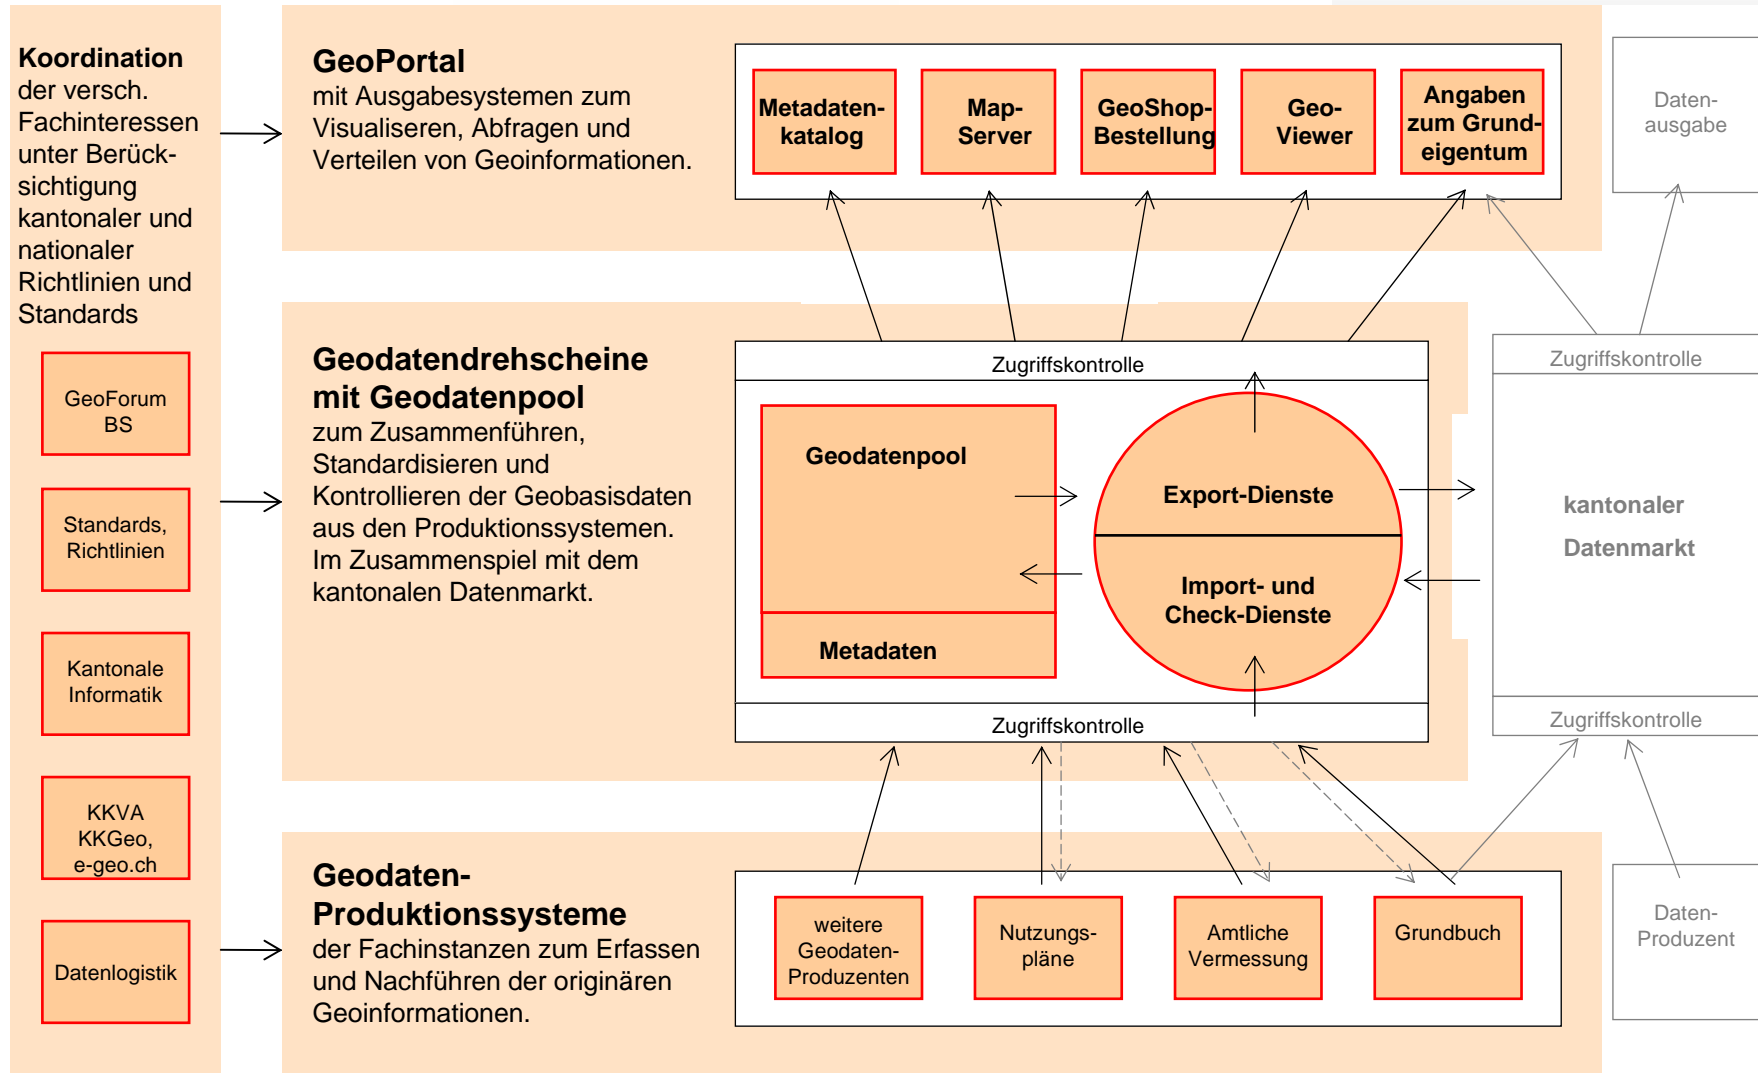 Koordination
der versch.
Fachinteressen
unter Berück-
sichtigung
kantonaler und
nationaler
Richtlinien und
Standards
GeoForum
BS
Standards,
Richtlinien
Kantonale
Informatik
KKVA
KKGeo,
e-geo.ch
Datenlogistik
GeoPortal
mit Ausgabesystemen zum
Visualiseren, Abfragen und
Verteilen von Geoinformationen.
Metadaten-
katalog
Map-
Server
GeoShop-
Bestellung
Geo-
Viewer
Angaben
zum Grund-
eigentum
Daten-
ausgabe
Geodatendrehscheine
mit Geodatenpool
zum Zusammenführen,
Standardisieren und
Kontrollieren der Geobasisdaten
aus den Produktionssystemen.
Im Zusammenspiel mit dem
kantonalen Datenmarkt.
Zugriffskontrolle
Geodatenpool
Metadaten
Export-Dienste
Import- und
Check-Dienste
Zugriffskontrolle
Zugriffskontrolle
kantonaler
Datenmarkt
Zugriffskontrolle
Geodaten-
Produktionssysteme
der Fachinstanzen zum Erfassen
und Nachführen der originären
Geoinformationen.
weitere
Geodaten-
Produzenten
Nutzungs-
pläne
Amtliche
Vermessung
Grundbuch
Daten-
Produzent